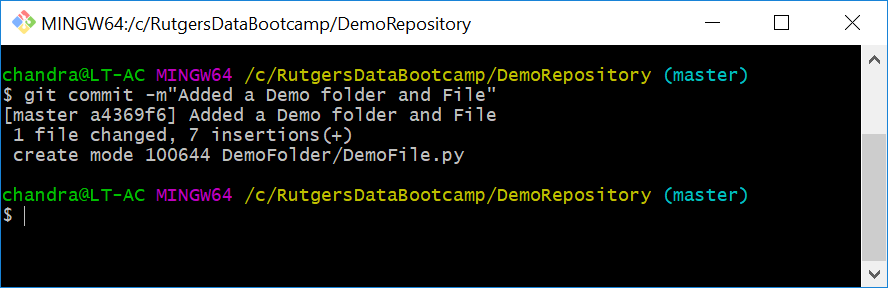 MINGW64:/c/RutgersDataBootcamp/DemoRepository
chandra@LT-AC MINGW64 /c/RutgersDataBootcamp/DemoRepository (master)
$ git commit -m"Added a Demo folder and File"
[master a4369f6] Added a Demo folder and File
 1 file changed, 7 insertions(+)
 create mode 100644 DemoFolder/DemoFile.py
chandra@LT-AC MINGW64 /c/RutgersDataBootcamp/DemoRepository (master)
$